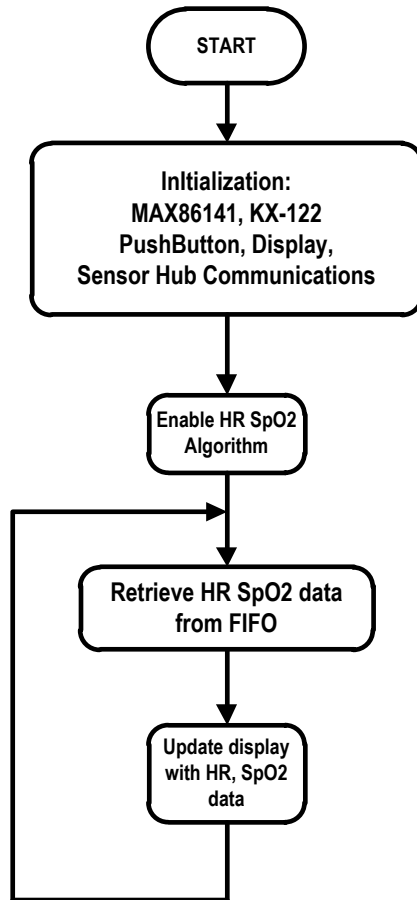 START
InItialization:
MAX86141, KX-122
PushButton, Display,
Sensor Hub Communications
Enable HR SpO2
Algorithm
Retrieve HR SpO2 data
from FIFO
Update display
with HR, SpO2
data